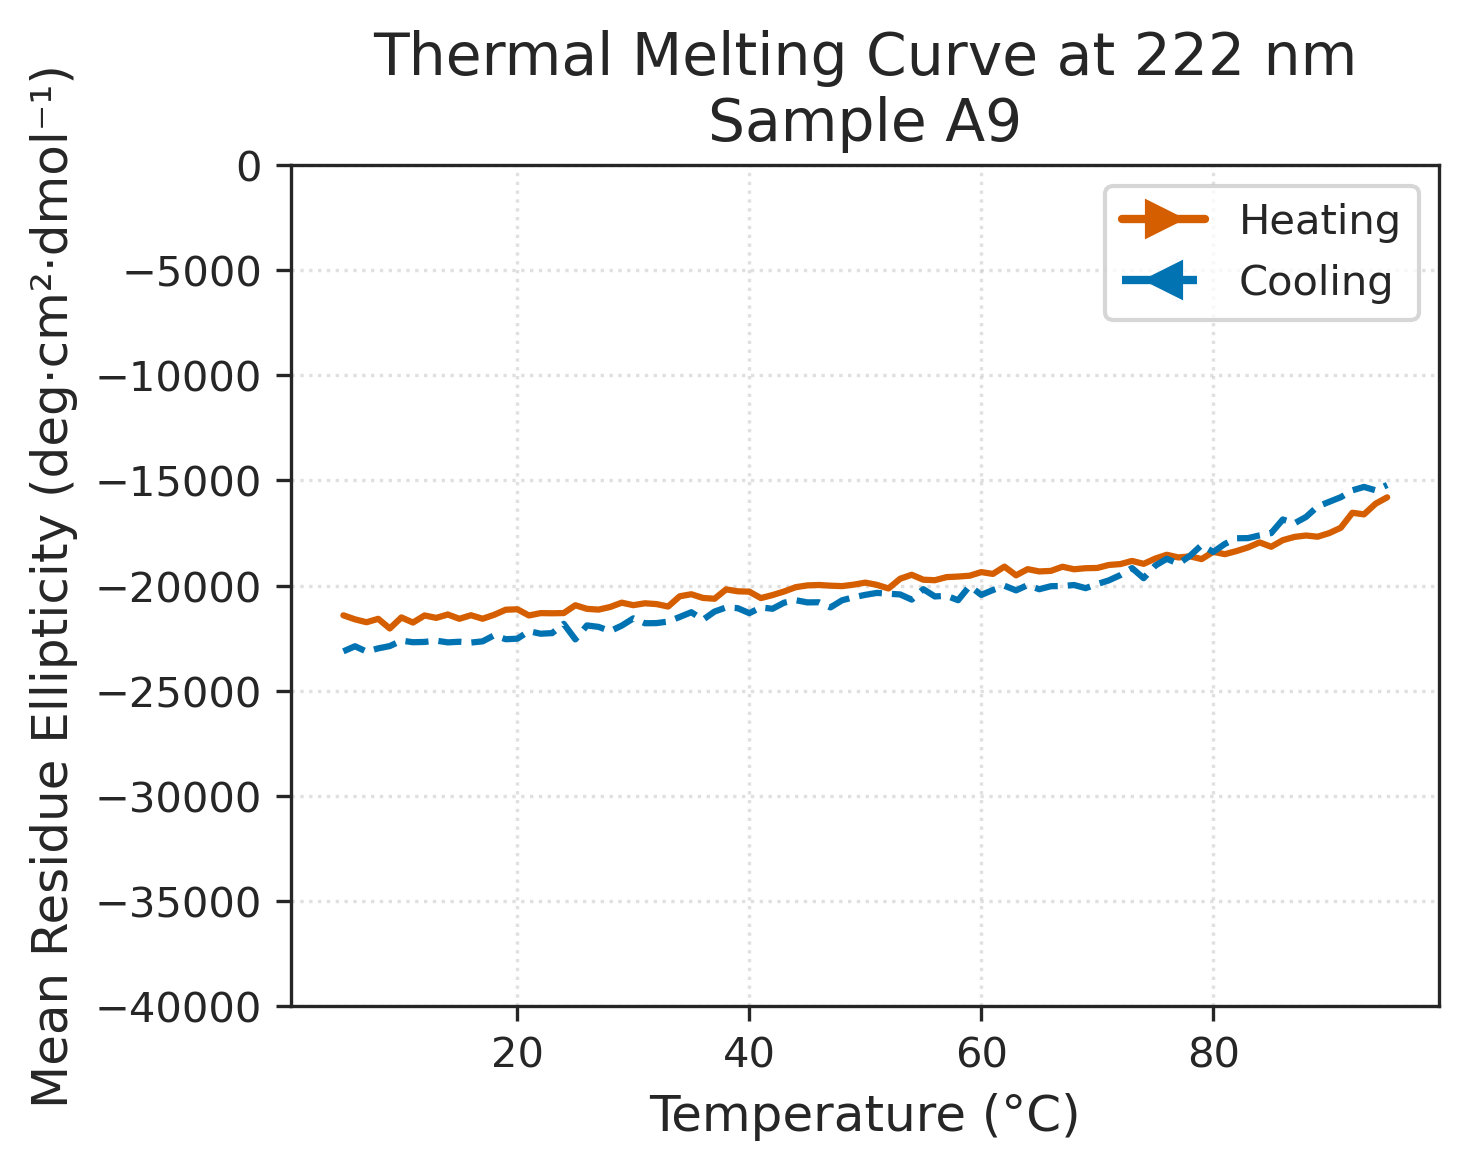 Thermal Melting Curve at 222 nm
Sample A9
Mean Residue Ellipticity (deg·cm²·dmol⁻¹)
0
−5000
−10000
−15000
−20000
−25000
−30000
−35000
−40000
Heating
Cooling
20
40
60
80
Temperature (°C)